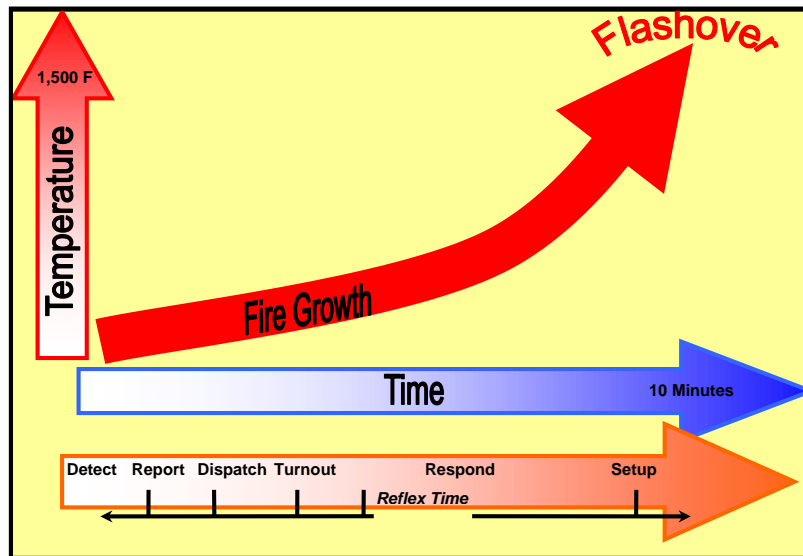 Flashover
1,500 F
Temperature
Fire Growth
Time
10 Minutes
Detect Report Dispatch Turnout Respond Setup
Reflex Time